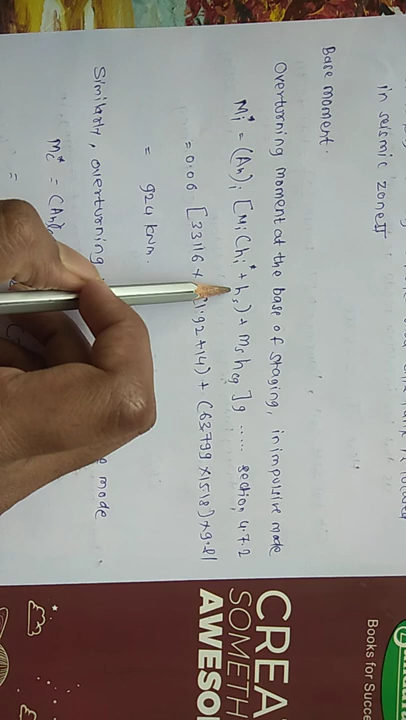 in seismic zone II
Base moment.
Overturning moment at the base of staging, in impulsive mode
Mi* = (Ah)i [Mi(hi* + hs) + ms hcg] g ..... section, 4.7.2
= 0.06 [33116 × 1.92+14) + (63799 × 15.18) × 9.81
= 924 kNm.
Similarly, overturning mode
Mc* = (Ah)
=
CREA
SOMETH
AWESO
Books for Succ